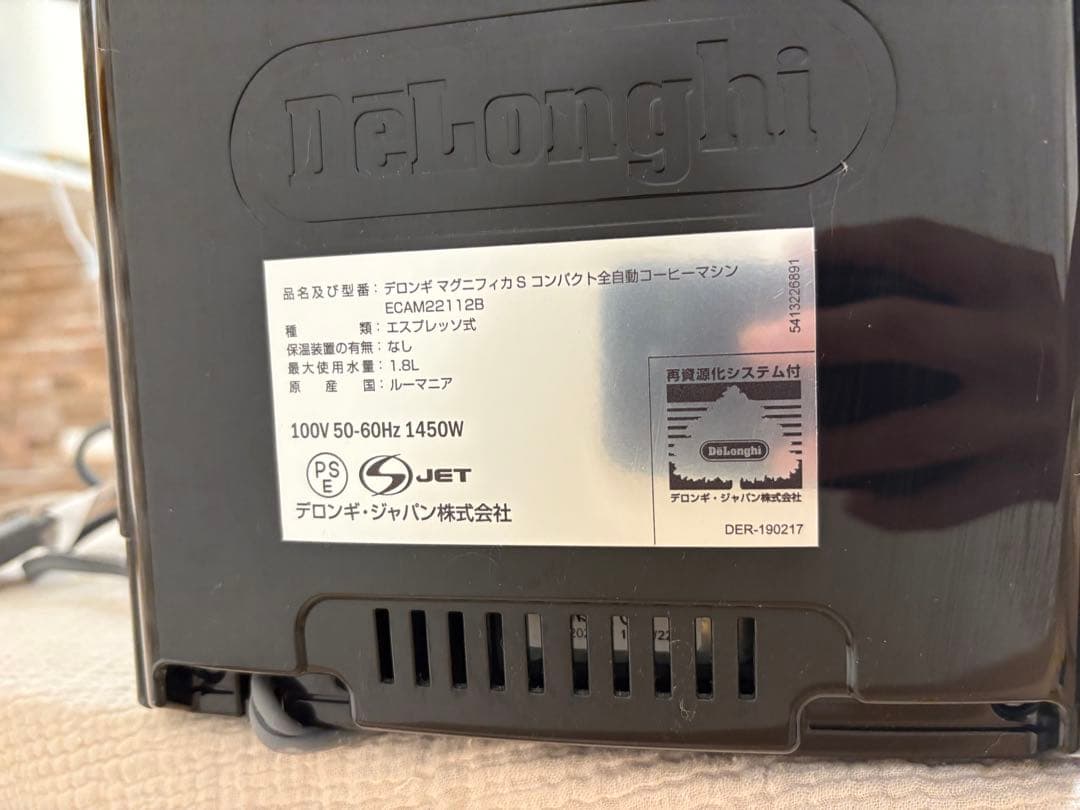 DēLonghi
品名及び型番：デロンギ マグニフィカ S コンパクト全自動コーヒーマシン
ECAM22112B
種類：エスプレッソ式
保温装置の有無：なし
最大使用水量：1.8L
原産国：ルーマニア
100V 50-60Hz 1450W
PSE
JET
デロンギ・ジャパン株式会社
5413226891
再資源化システム付
DēLonghi
デロンギ・ジャパン株式会社
DER-190217